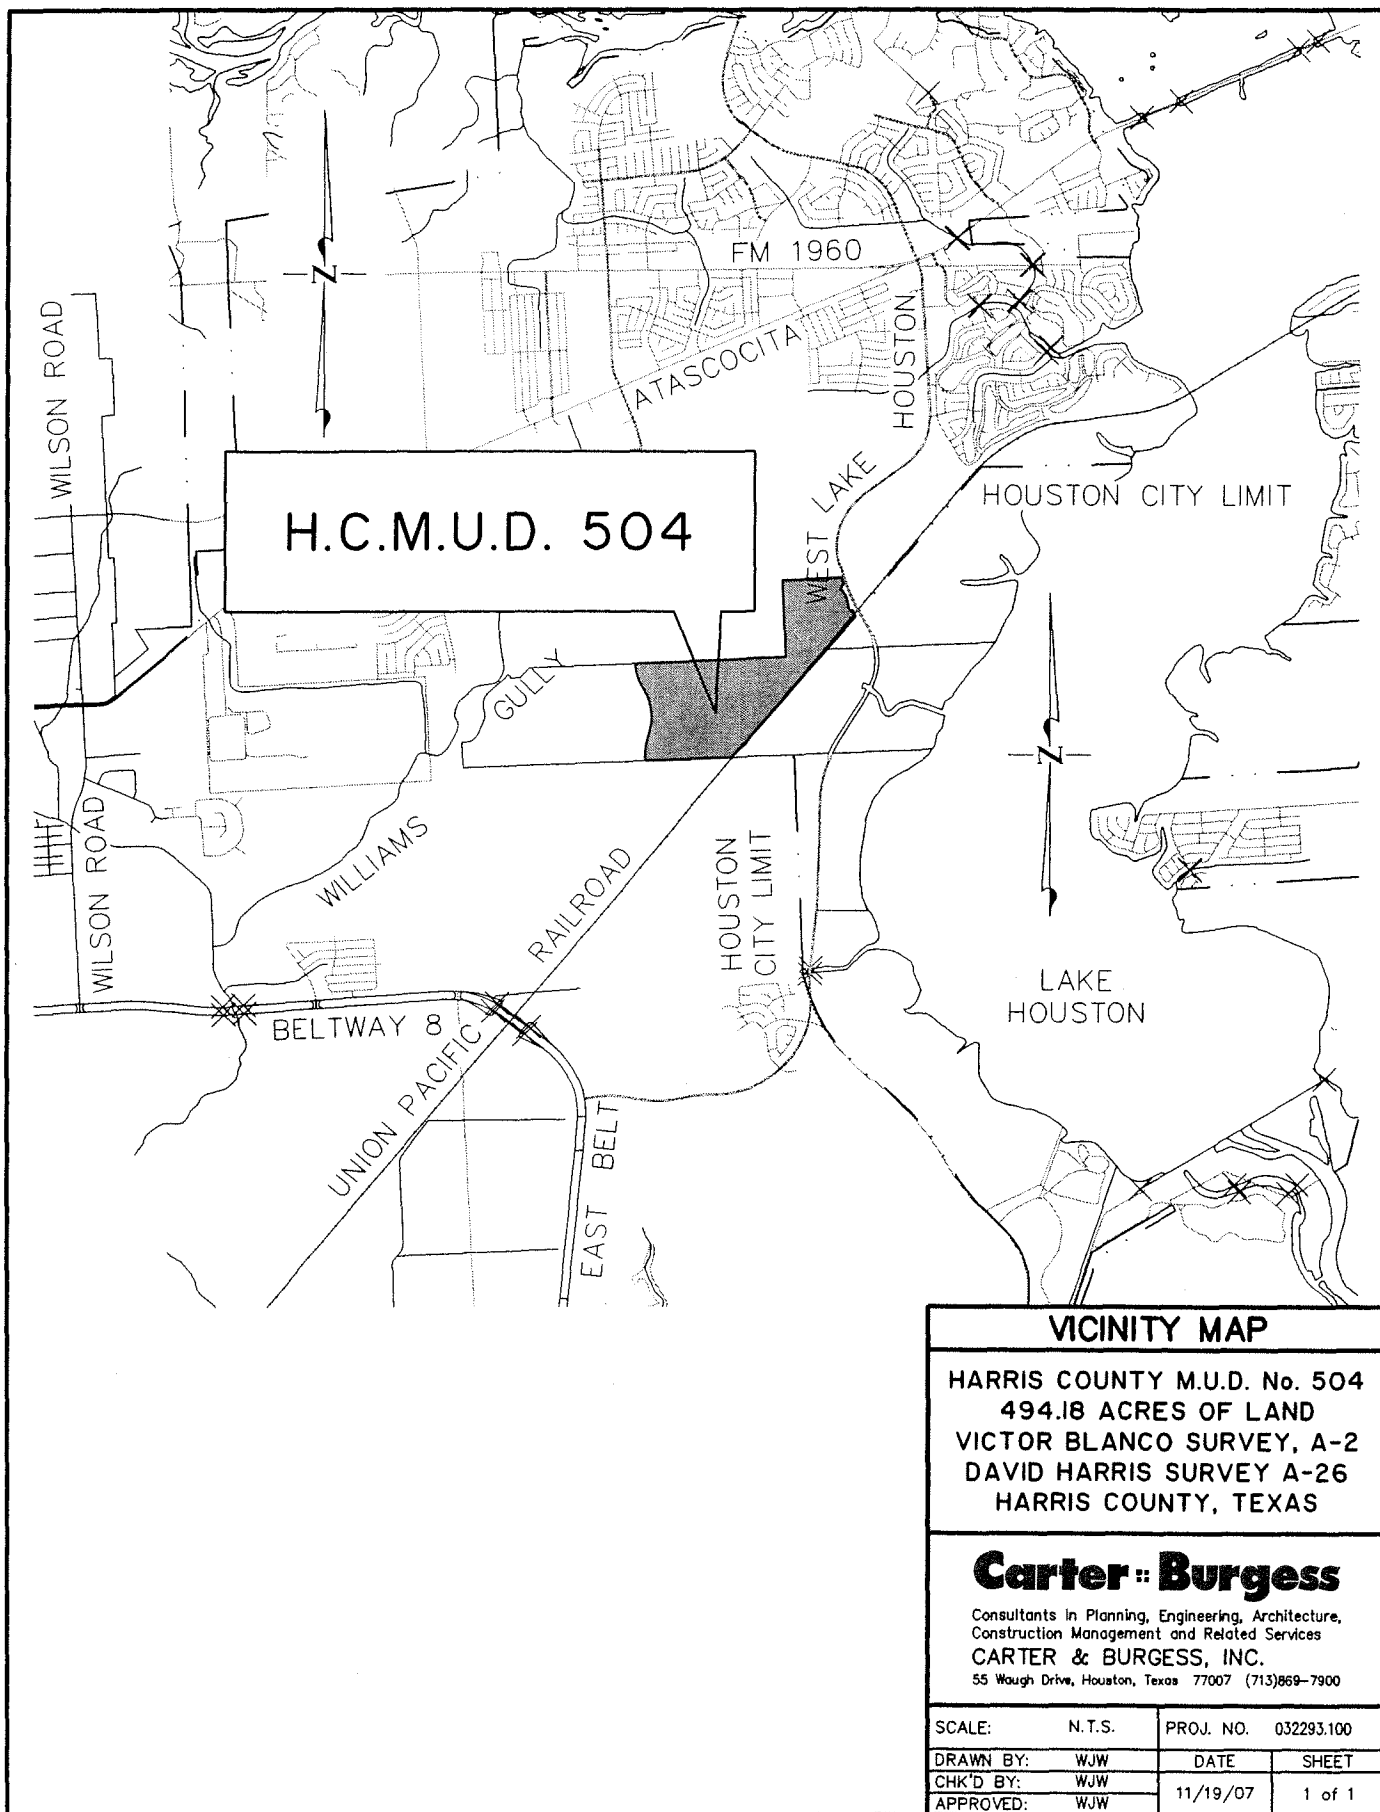 FM 1960
N
WILSON ROAD
HOUSTON
ATASCOCITA
WEST LAKE
HOUSTON CITY LIMIT
H.C.M.U.D. 504
GULLY
N
WILLIAMS
WILSON ROAD
RAILROAD
HOUSTON
CITY LIMIT
LAKE
HOUSTON
BELTWAY 8
UNION PACIFIC
EAST BELT
VICINITY MAP
HARRIS COUNTY M.U.D. No. 504
494.18 ACRES OF LAND
VICTOR BLANCO SURVEY, A-2
DAVID HARRIS SURVEY A-26
HARRIS COUNTY, TEXAS
Carter::Burgess
Consultants in Planning, Engineering, Architecture,
Construction Management and Related Services
CARTER & BURGESS, INC.
55 Waugh Drive, Houston, Texas 77007 (713)869-7900
SCALE: N.T.S. PROJ. NO. 032293.100
DRAWN BY: WJW DATE SHEET
CHK'D BY: WJW 11/19/07 1 of 1
APPROVED: WJW